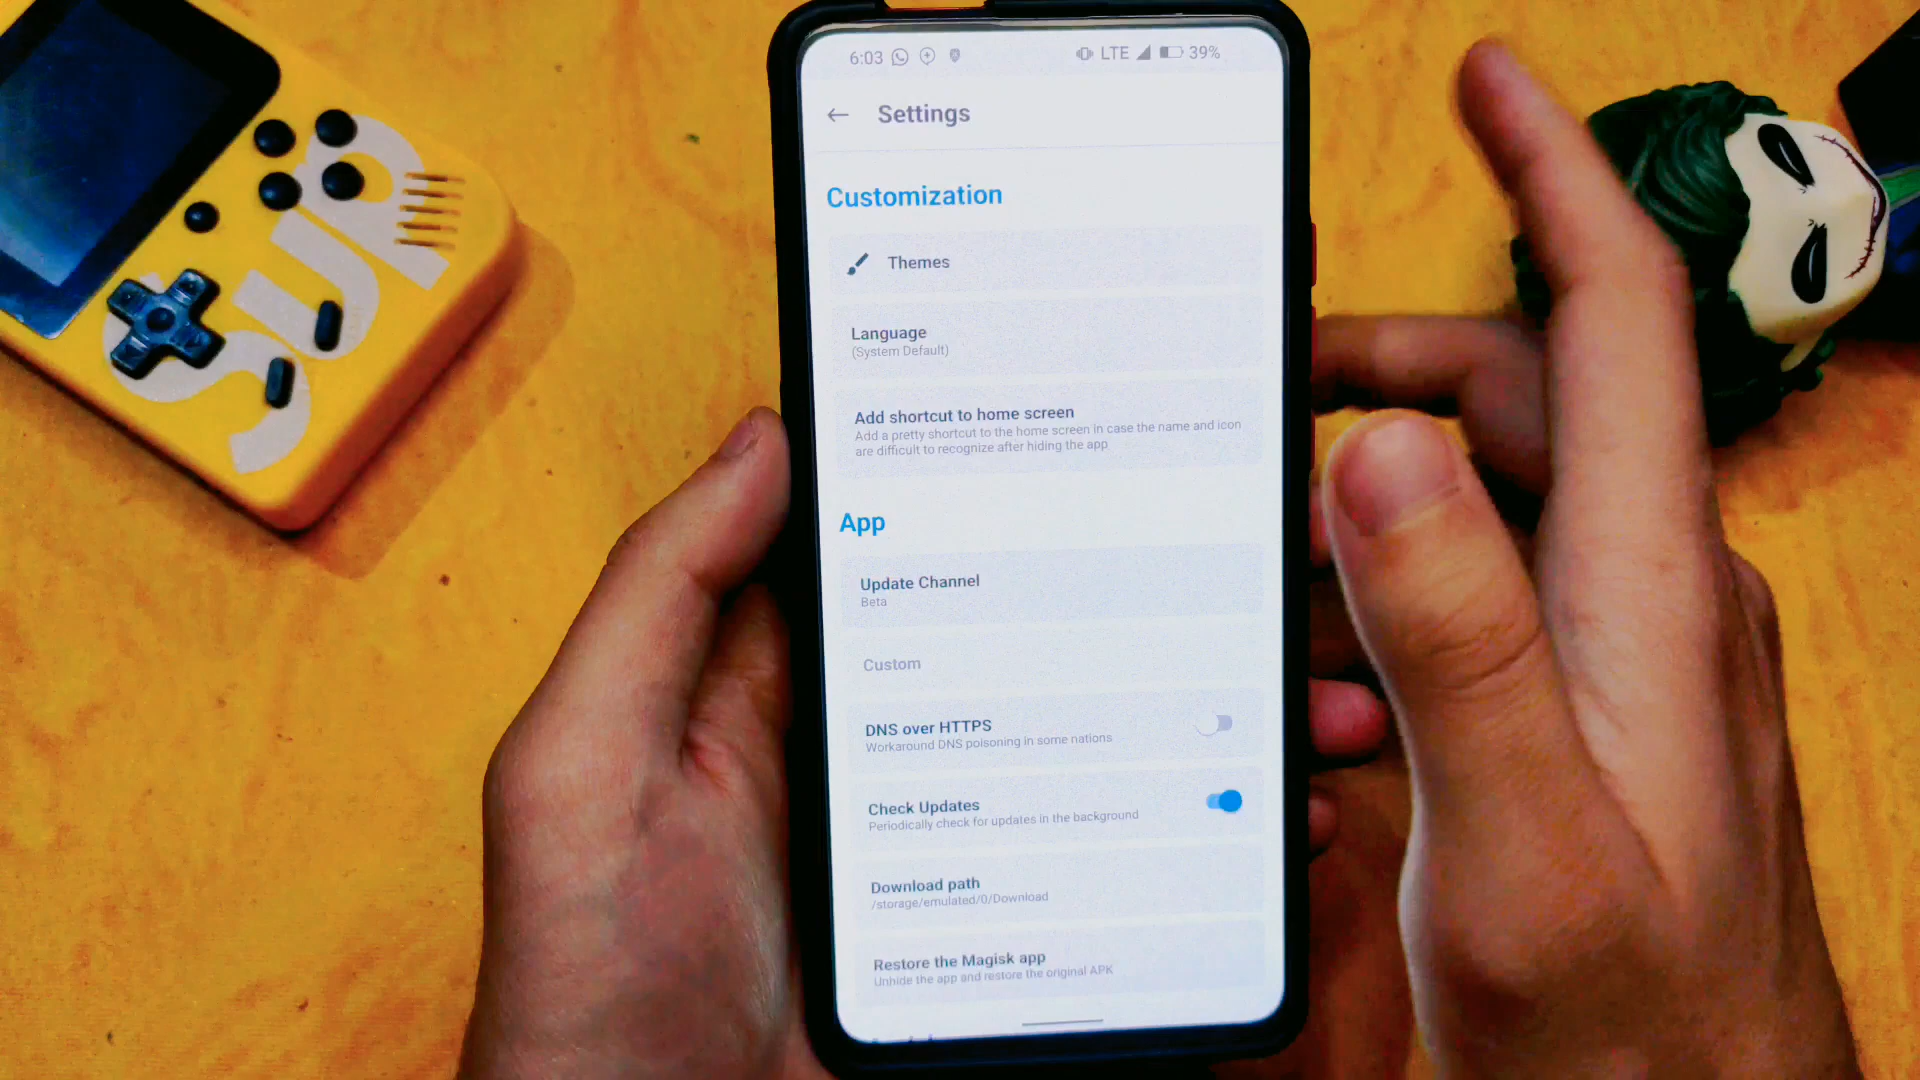 SUP
6:03 LTE 39%
Settings
Customization
Themes
Language
(System Default)
Add shortcut to home screen
Add a pretty shortcut to the home screen in case the name and icon
are difficult to recognize after hiding the app
App
Update Channel
Beta
Custom
DNS over HTTPS
Workaround DNS poisoning in some nations
Check Updates
Periodically check for updates in the background
Download path
/storage/emulated/0/Download
Restore the Magisk app
Unhide the app and restore the original APK